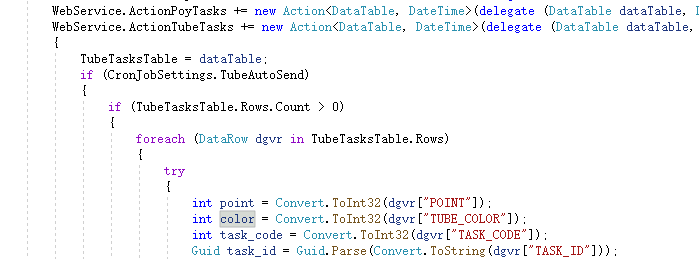 WebService.ActionPoyTasks += new Action<DataTable, DateTime>(delegate (DataTable dataTable, D
WebService.ActionTubeTasks += new Action<DataTable, DateTime>(delegate (DataTable dataTable,
{
TubeTasksTable = dataTable;
if (CronJobSettings.TubeAutoSend)
{
if (TubeTasksTable.Rows.Count > 0)
{
foreach (DataRow dgvr in TubeTasksTable.Rows)
{
try
{
int point = Convert.ToInt32(dgvr["POINT"]);
int color = Convert.ToInt32(dgvr["TUBE_COLOR"]);
int task_code = Convert.ToInt32(dgvr["TASK_CODE"]);
Guid task_id = Guid.Parse(Convert.ToString(dgvr["TASK_ID"]));